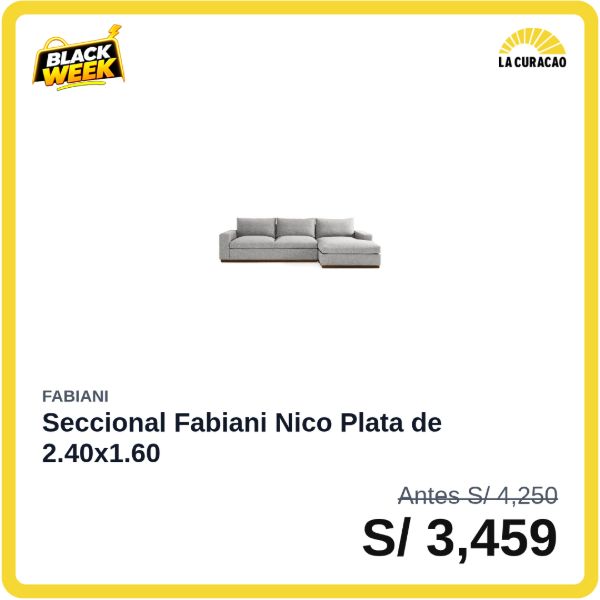 BLACK
WEEK
LA CURACAO
FABIANI
Seccional Fabiani Nico Plata de
2.40x1.60
Antes S/ 4,250
S/ 3,459